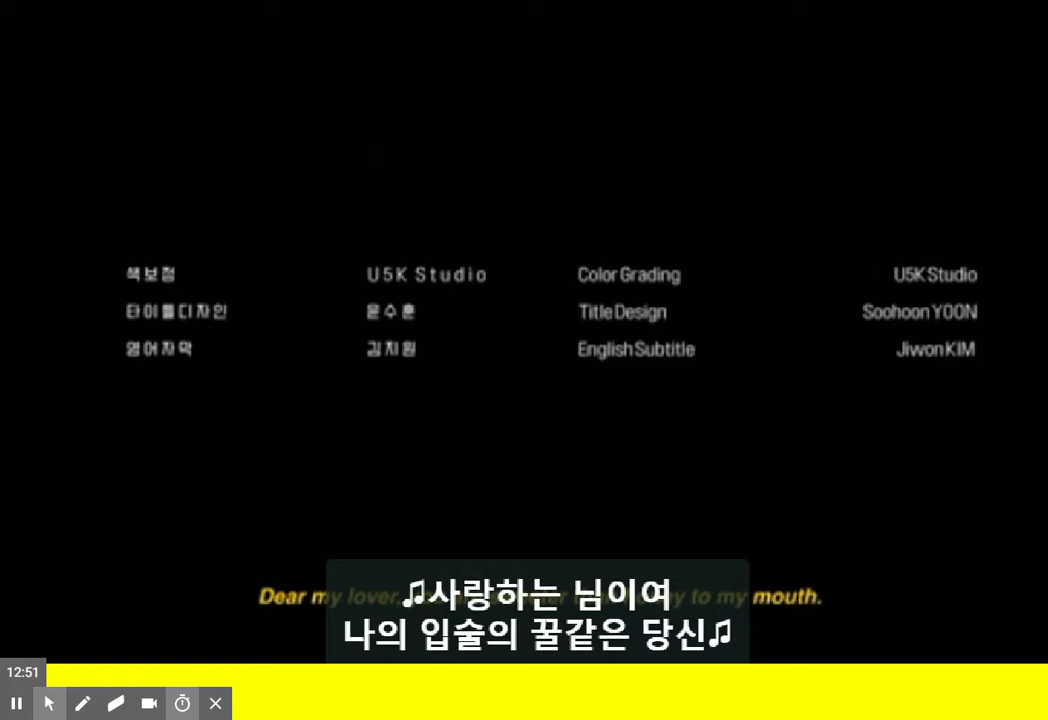 색보정 U5K Studio Color Grading U5K Studio
타이틀디자인 윤수훈 Title Design Soohoon YOON
영어자막 김지원 English Subtitle Jiwon KIM
Dear my lover, to my mouth.
♫사랑하는 님이여
나의 입술의 꿀같은 당신♫
12:51